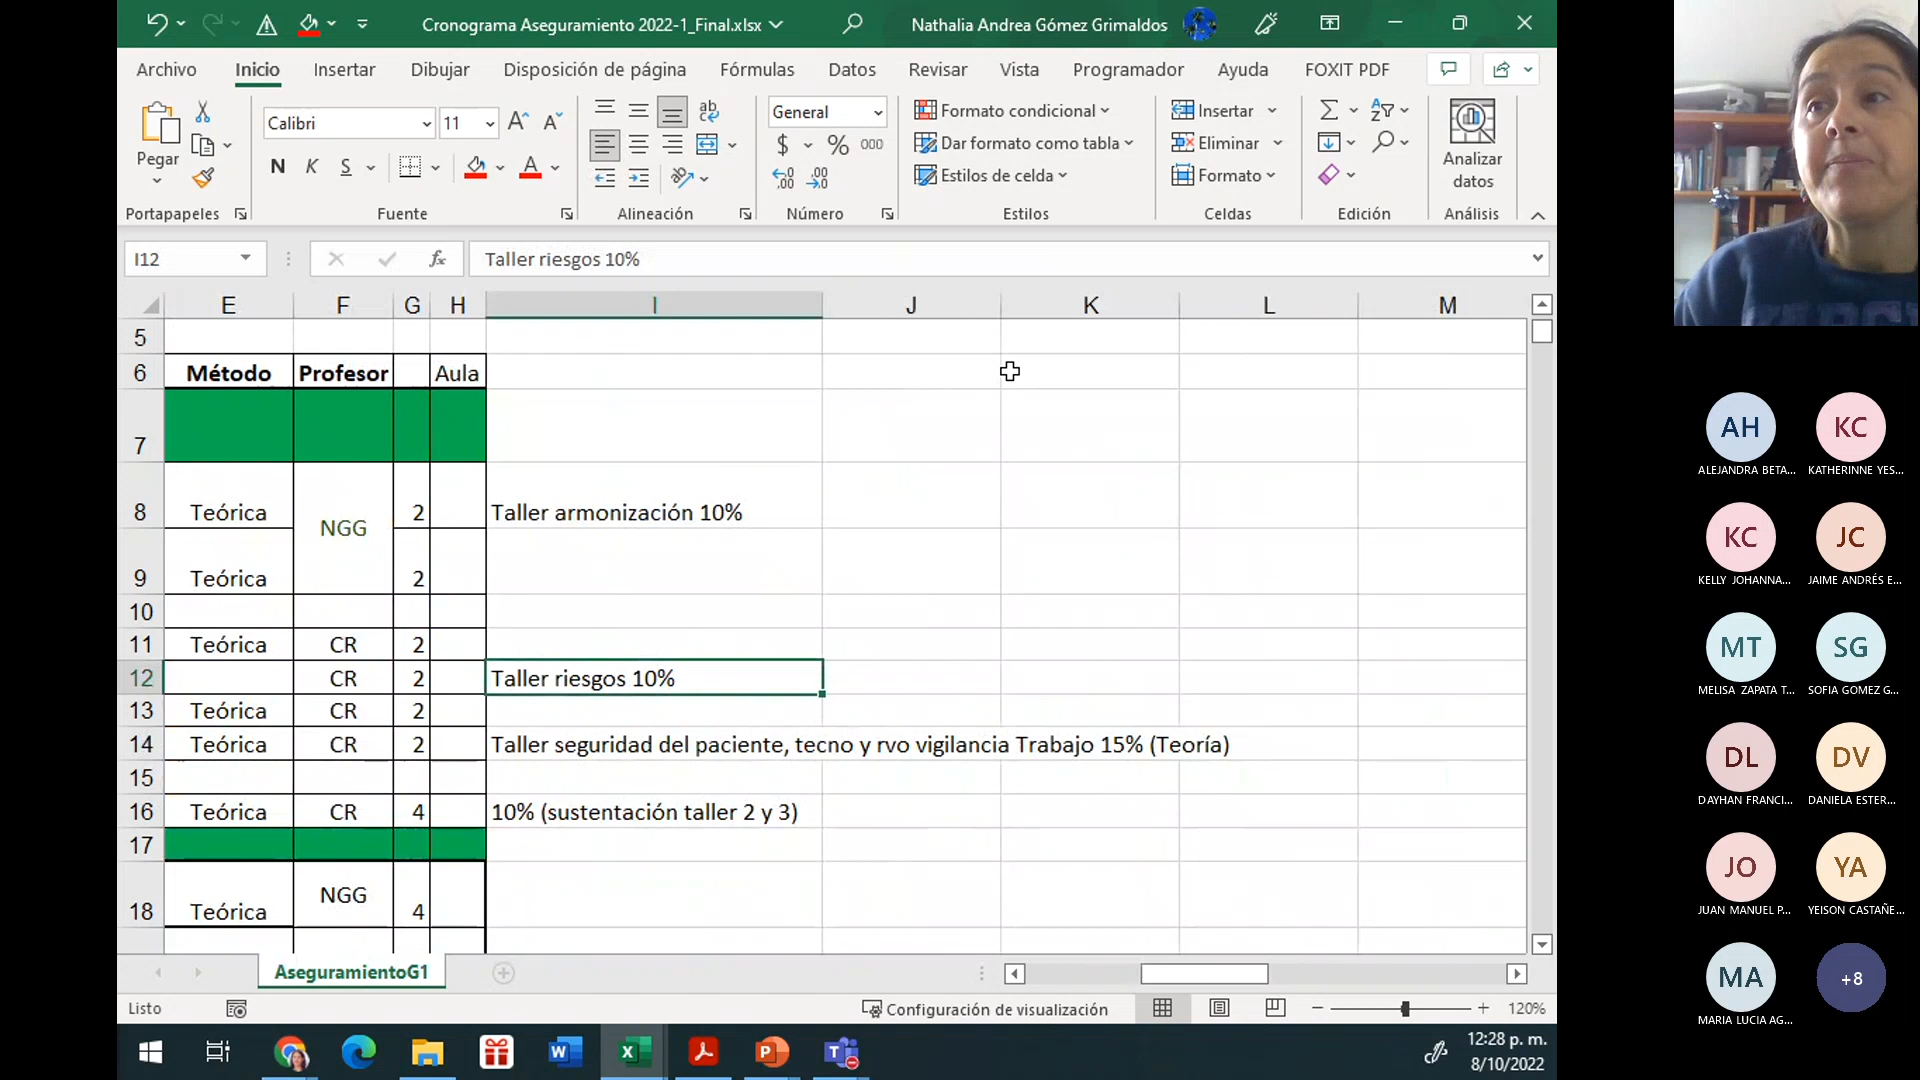 Cronograma Aseguramiento 2022-1_Final.xlsx
Nathalia Andrea Gómez Grimaldos
Archivo Inicio Insertar Dibujar Disposición de página Fórmulas Datos Revisar Vista Programador Ayuda FOXIT PDF
Pegar
Calibri 11
N K S
ab
General
$ % 000
Formato condicional
Dar formato como tabla
Estilos de celda
Insertar
Eliminar
Formato
Analizar datos
Portapapeles Fuente Alineación Número Estilos Celdas Edición Análisis
I12 fx Taller riesgos 10%
E F G H I J K L M
5
6 Método Profesor Aula
7
8 Teórica NGG 2 Taller armonización 10%
9 Teórica 2
10
11 Teórica CR 2
12 CR 2 Taller riesgos 10%
13 Teórica CR 2
14 Teórica CR 2 Taller seguridad del paciente, tecno y rvo vigilancia Trabajo 15% (Teoría)
15
16 Teórica CR 4 10% (sustentación taller 2 y 3)
17
18 Teórica NGG 4
AseguramientoG1
Listo
Configuración de visualización
120%
12:28 p. m.
8/10/2022
AH KC
ALEJANDRA BETA... KATHERINNE YES...
KC JC
KELLY JOHANNA... JAIME ANDRÉS E...
MT SG
MELISA ZAPATA T... SOFIA GOMEZ G...
DL DV
DAYHAN FRANCI... DANIELA ESTER...
JO YA
JUAN MANUEL P... YEISON CASTAÑE...
MA +8
MARIA LUCIA AG...